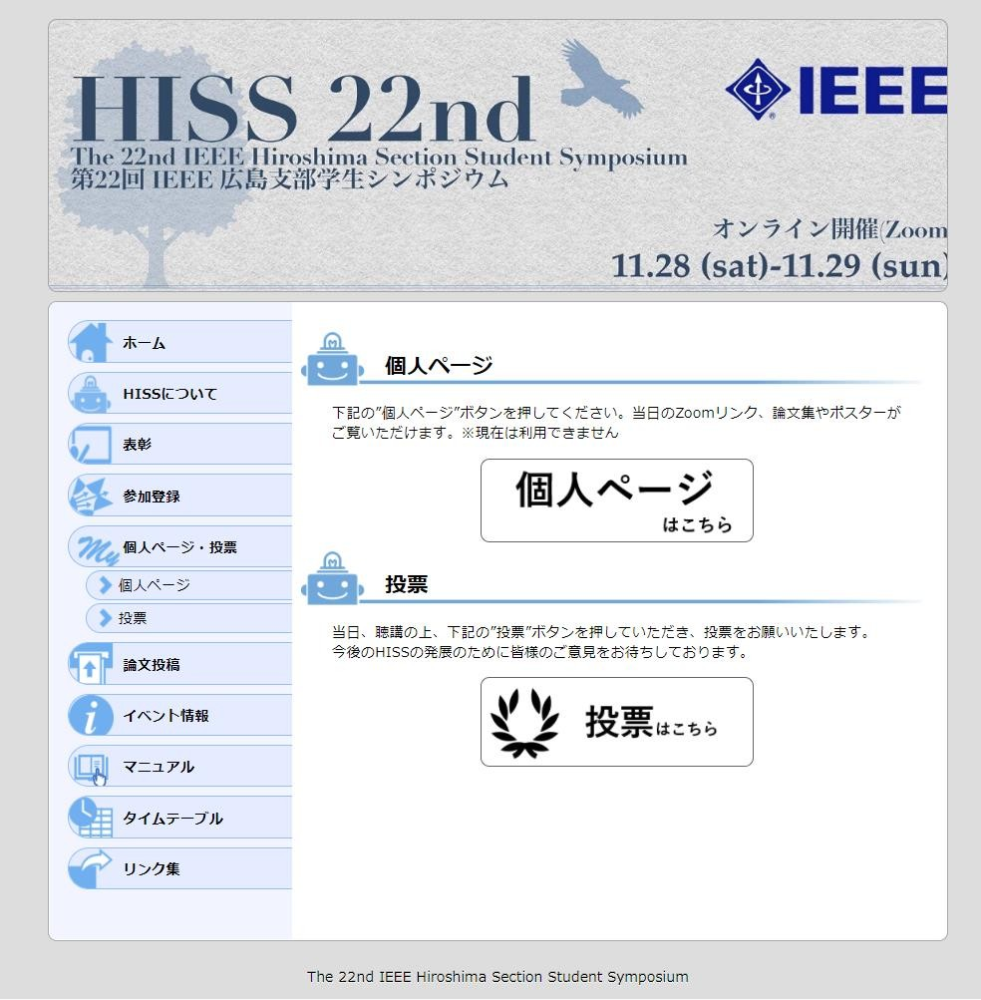 HISS 22nd
IEEE
The 22nd IEEE Hiroshima Section Student Symposium
第22回 IEEE 広島支部学生シンポジウム
オンライン開催(Zoom
11.28 (sat)-11.29 (sun)
ホーム
HISSについて
表彰
参加登録
My
個人ページ・投票
個人ページ
投票
論文投稿
イベント情報
マニュアル
タイムテーブル
リンク集
個人ページ
下記の”個人ページ”ボタンを押してください。当日のZoomリンク、論文集やポスターが
ご覧いただけます。※現在は利用できません
個人ページ
はこちら
投票
当日、聴講の上、下記の”投票”ボタンを押していただき、投票をお願いいたします。
今後のHISSの発展のために皆様のご意見をお待ちしております。
投票はこちら
The 22nd IEEE Hiroshima Section Student Symposium